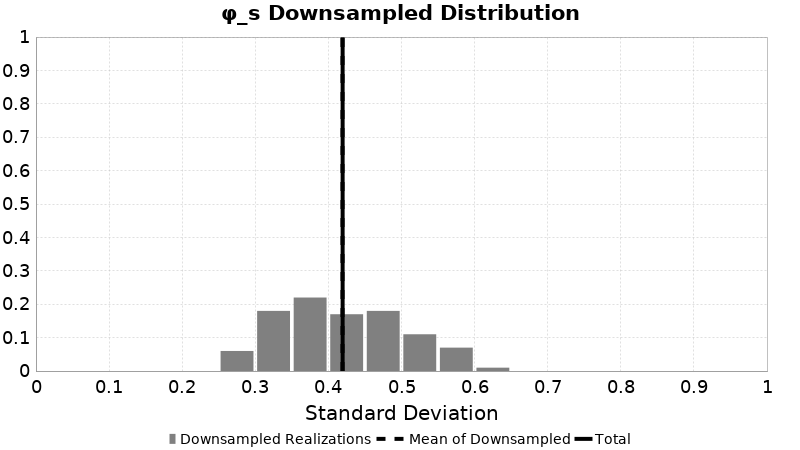 φ_s Downsampled Distribution
1
0.9
0.8
0.7
0.6
0.5
0.4
0.3
0.2
0.1
0
0 0.1 0.2 0.3 0.4 0.5 0.6 0.7 0.8 0.9 1
Standard Deviation
Downsampled Realizations Mean of Downsampled Total